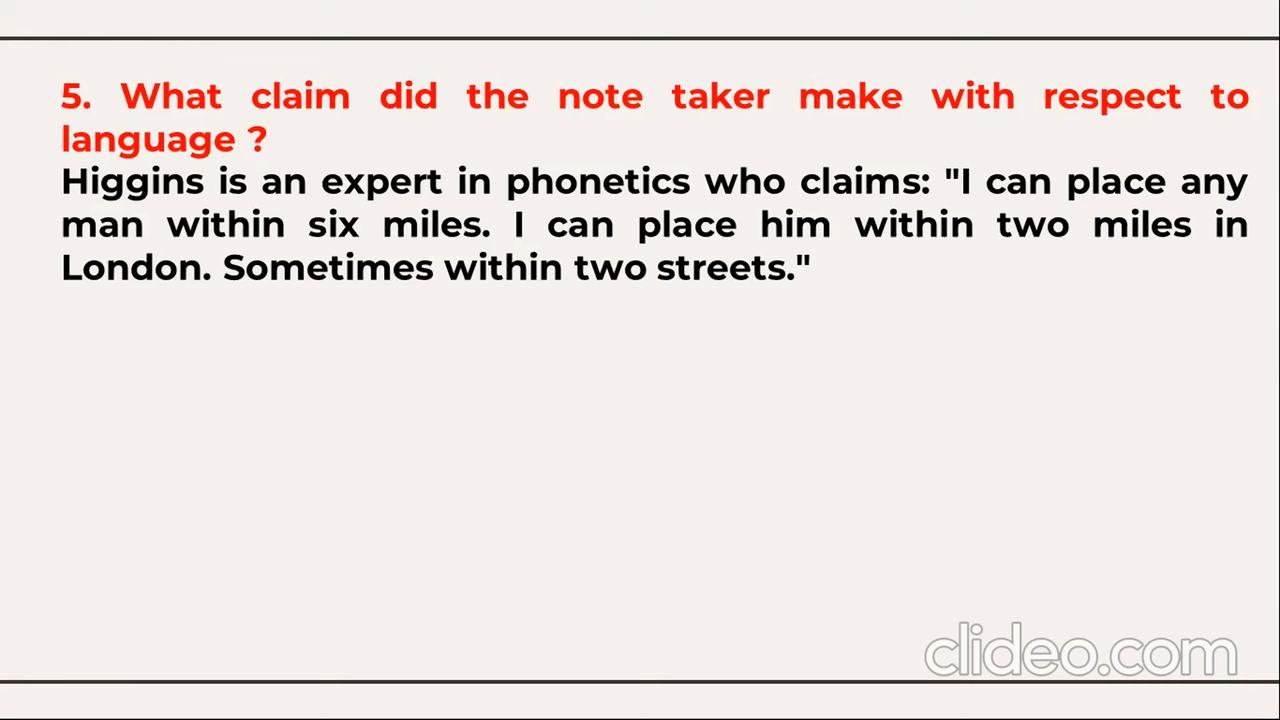 5. What claim did the note taker make with respect to
language ?
Higgins is an expert in phonetics who claims: "I can place any
man within six miles. I can place him within two miles in
London. Sometimes within two streets."
clideo.com